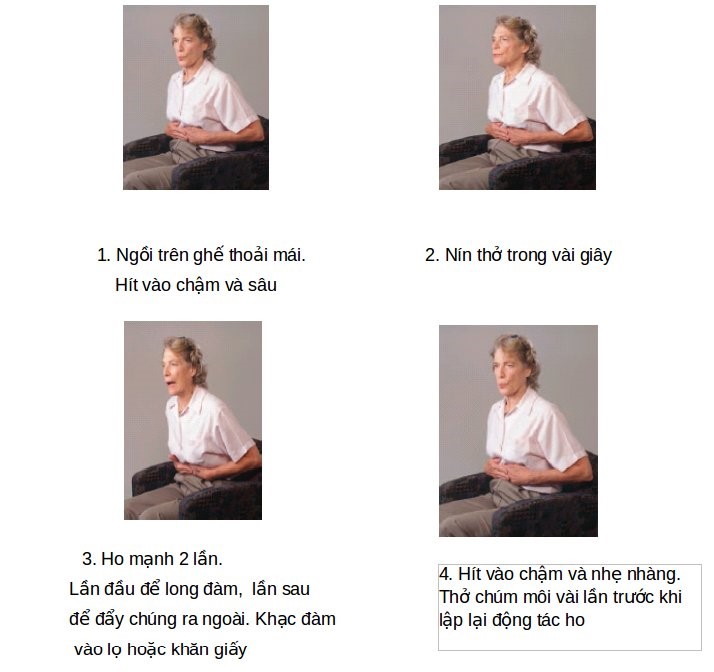 1. Ngồi trên ghế thoải mái.
Hít vào chậm và sâu
2. Nín thở trong vài giây
3. Ho mạnh 2 lần.
Lần đầu để long đàm, lần sau
để đẩy chúng ra ngoài. Khạc đàm
vào lọ hoặc khăn giấy
4. Hít vào chậm và nhẹ nhàng.
Thở chúm môi vài lần trước khi
lập lại động tác ho